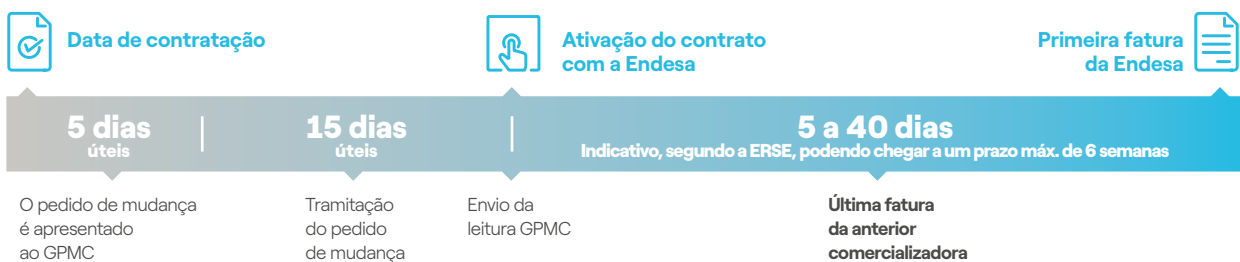 Data de contratação
Ativação do contrato
com a Endesa
Primeira fatura
da Endesa
5 dias
úteis
15 dias
úteis
5 a 40 dias
Indicativo, segundo a ERSE, podendo chegar a um prazo máx. de 6 semanas
O pedido de mudança
é apresentado
ao GPMC
Tramitação
do pedido
de mudança
Envio da
leitura GPMC
Última fatura
da anterior
comercializadora